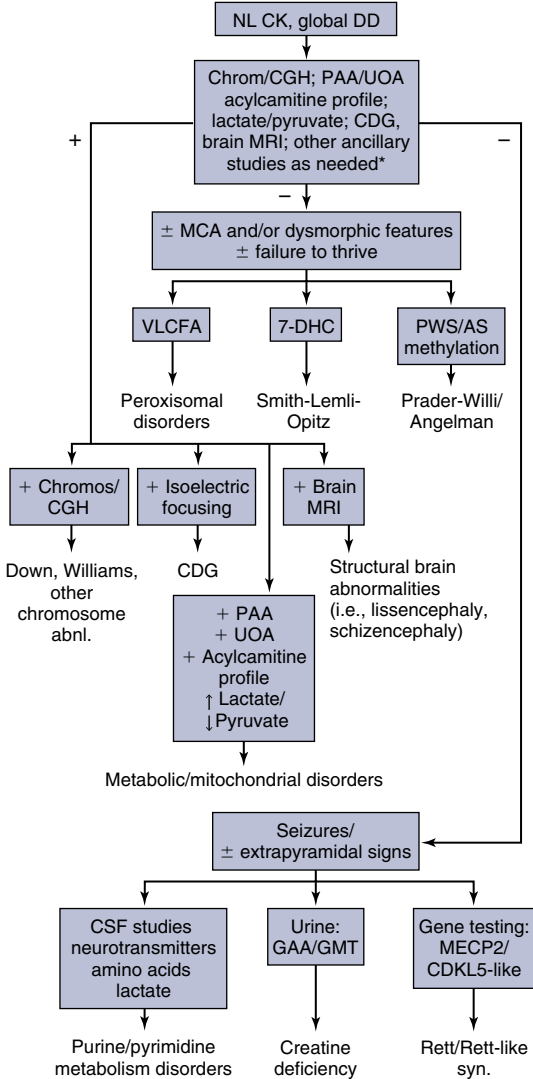 NL CK, global DD
Chrom/CGH; PAA/UOA
acylcamitine profile;
lactate/pyruvate; CDG,
brain MRI; other ancillary
studies as needed*
+
−
−
± MCA and/or dysmorphic features
± failure to thrive
VLCFA
7-DHC
PWS/AS
methylation
Peroxisomal
disorders
Smith-Lemli-
Opitz
Prader-Willi/
Angelman
+ Chromos/
CGH
+ Isoelectric
focusing
+ Brain
MRI
Down, Williams,
other
chromosome
abnl.
CDG
Structural brain
abnormalities
(i.e., lissencephaly,
schizencephaly)
+ PAA
+ UOA
+ Acylcamitine
profile
↑ Lactate/
↓Pyruvate
Metabolic/mitochondrial disorders
Seizures/
± extrapyramidal signs
CSF studies
neurotransmitters
amino acids
lactate
Urine:
GAA/GMT
Gene testing:
MECP2/
CDKL5-like
Purine/pyrimidine
metabolism disorders
Creatine
deficiency
Rett/Rett-like
syn.